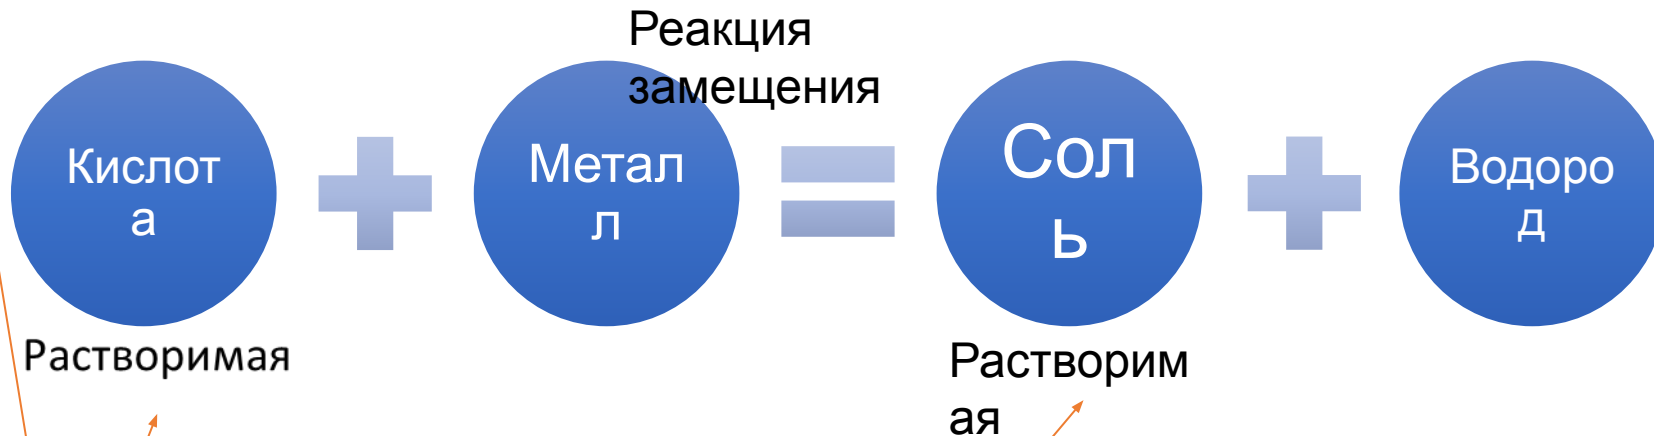 Реакция
замещения
Кислот
а
Метал
л
Сол
ь
Водоро
д
Растворимая
Растворим
ая